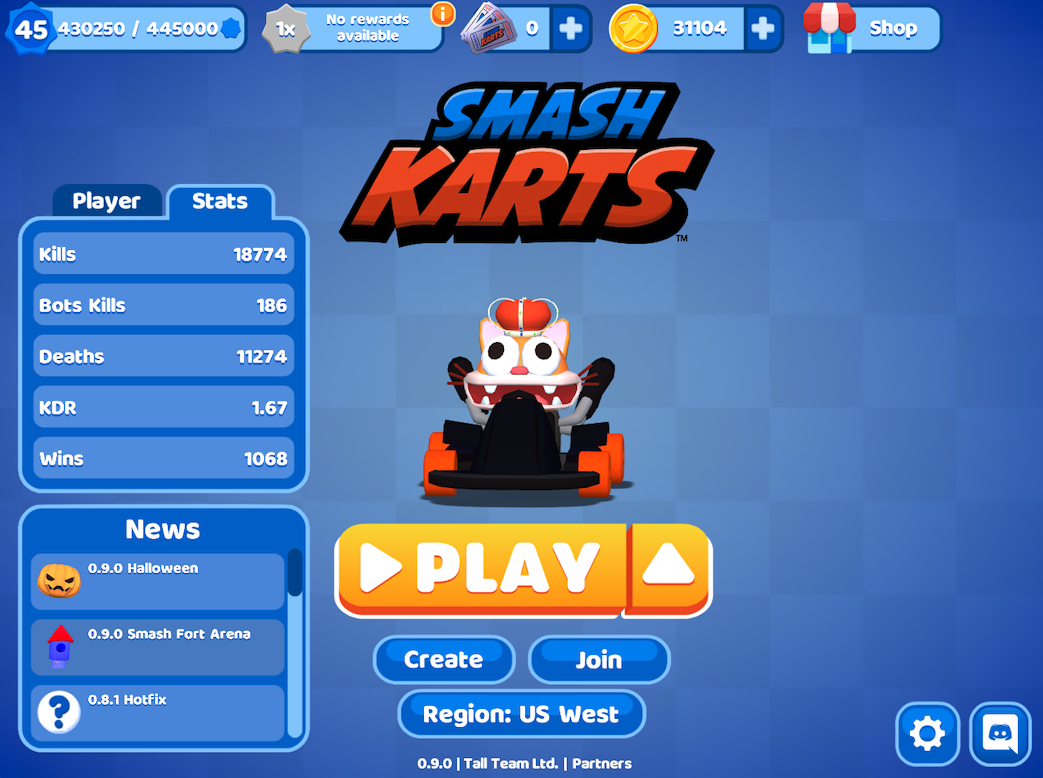 45
430250 / 445000
1x
No rewards
available
i
0
31104
Shop
SMASH
KARTS
TM
Player
Stats
Kills 18774
Bots Kills 186
Deaths 11274
KDR 1.67
Wins 1068
News
0.9.0 Halloween
0.9.0 Smash Fort Arena
?
0.8.1 Hotfix
PLAY
Create
Join
Region: US West
0.9.0 | Tall Team Ltd. | Partners